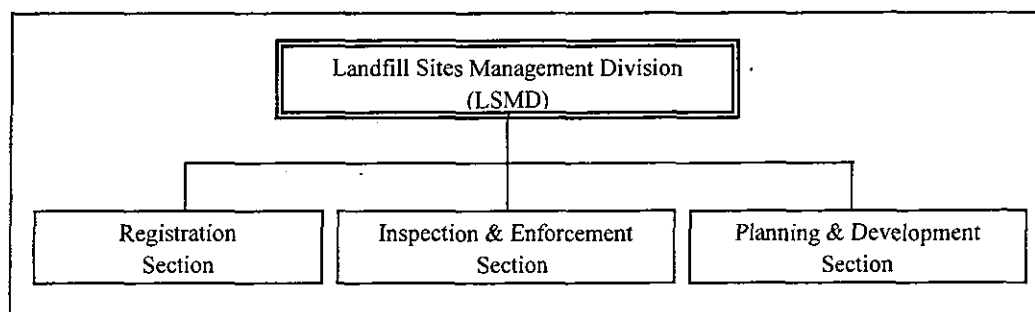 Landfill Sites Management Division
(LSMD)
Registration
Section
Inspection & Enforcement
Section
Planning & Development
Section